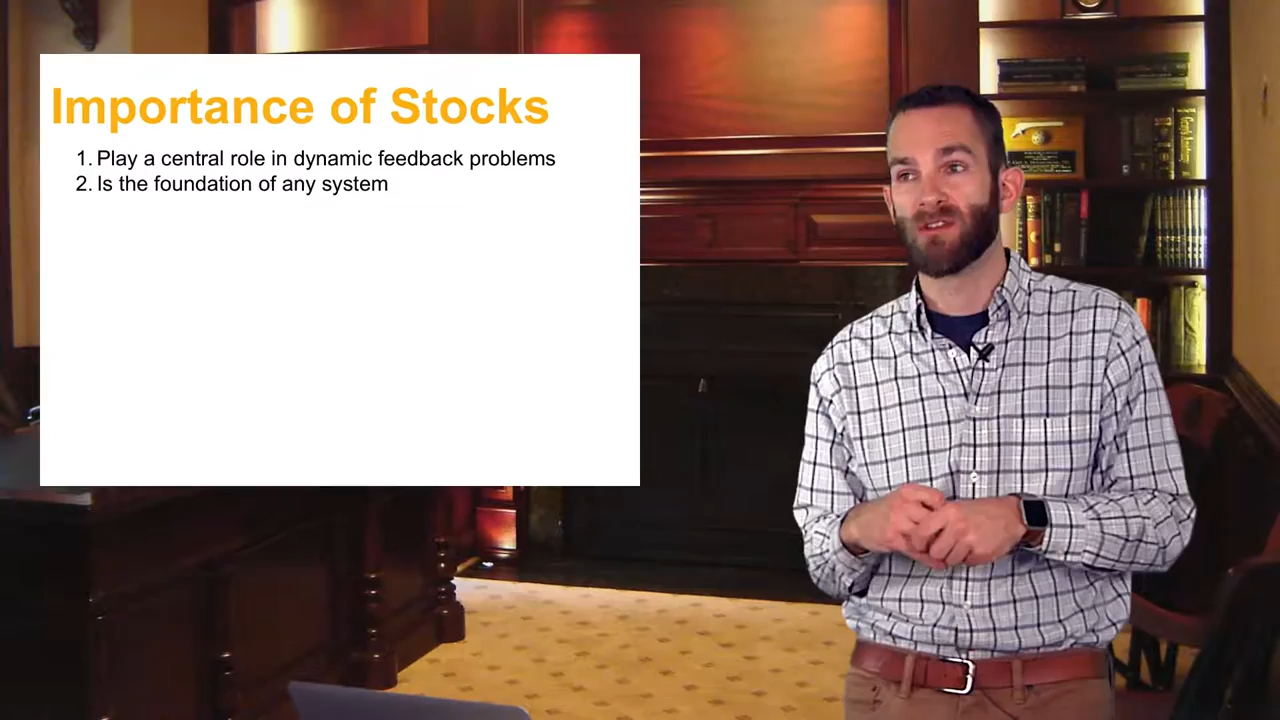 Importance of Stocks
1. Play a central role in dynamic feedback problems
2. Is the foundation of any system